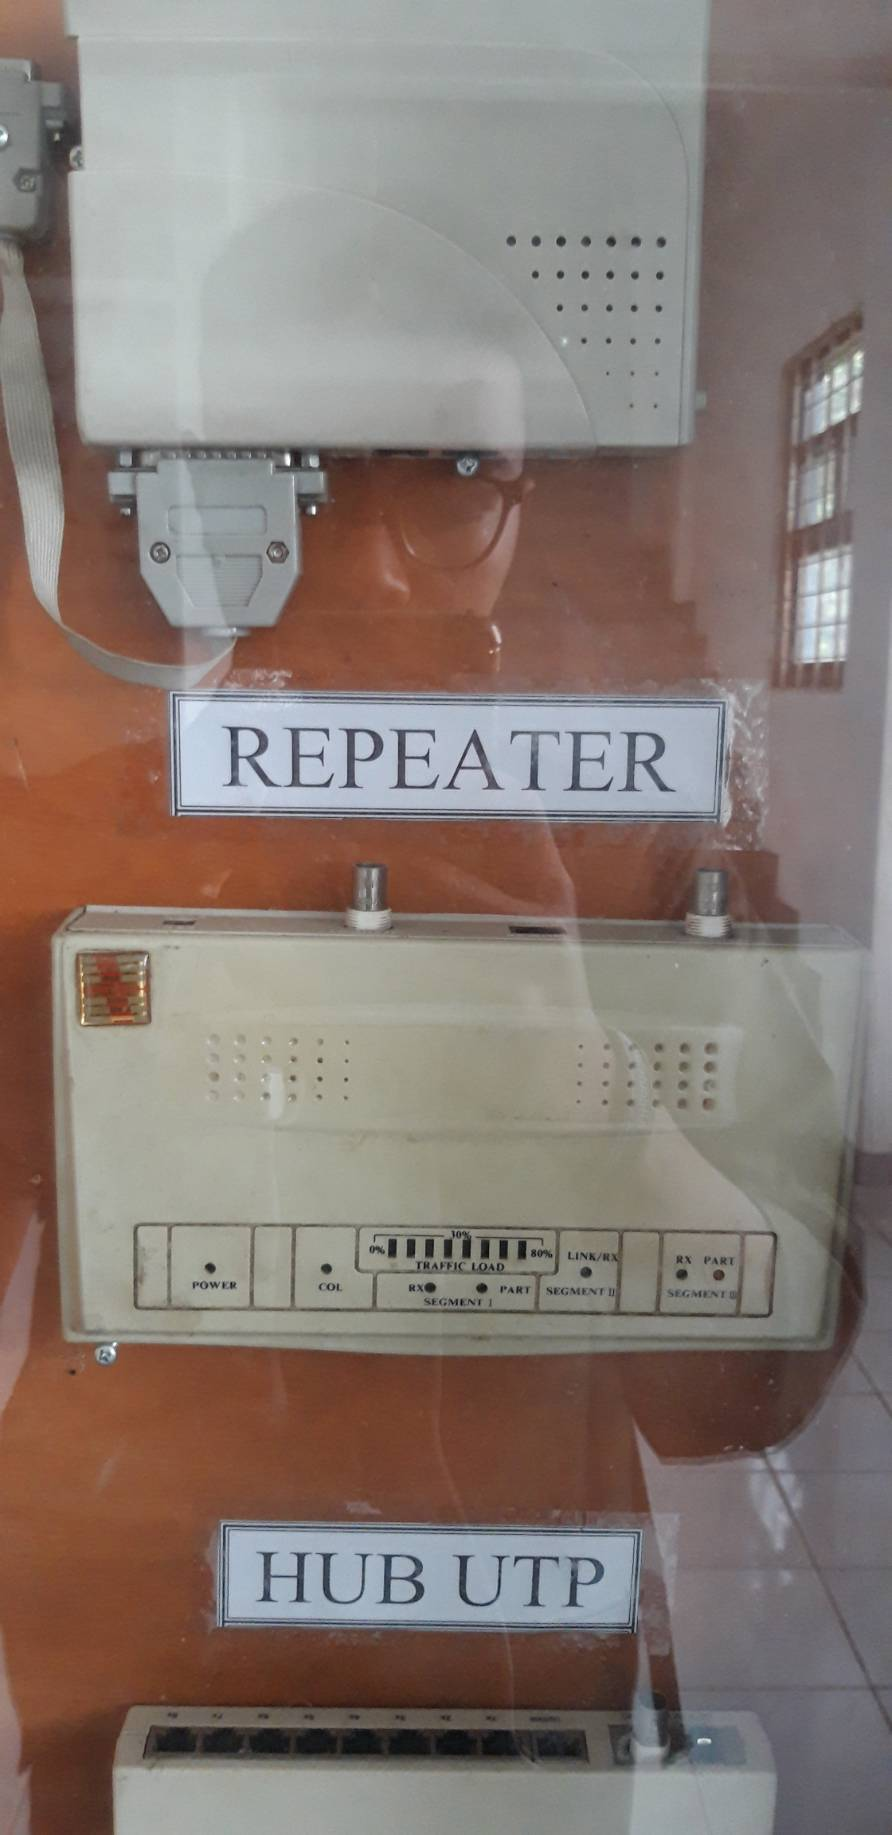 REPEATER
30%
0% 80%
TRAFFIC LOAD
POWER
COL
RX PART
SEGMENT I
LINK/RX
SEGMENT II
RX PART
SEGMENT III
HUB UTP